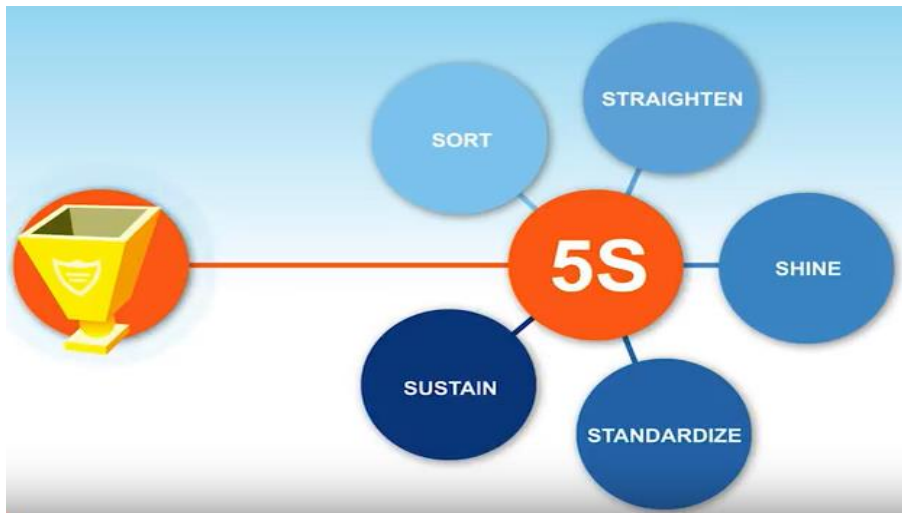 SORT
STRAIGHTEN
5S
SHINE
SUSTAIN
STANDARDIZE